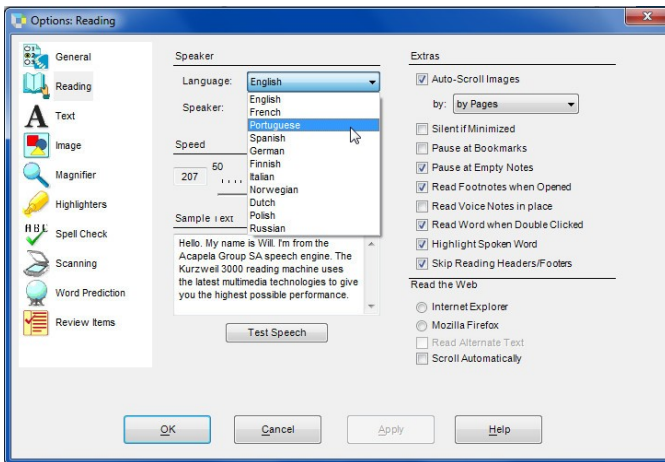 Options: Reading
General
Reading
Text
Image
Magnifier
Highlighters
Spell Check
Scanning
Word Prediction
Review Items
Speaker
Language:
English
English
French
Portuguese
Spanish
German
Finnish
Italian
Norwegian
Dutch
Polish
Russian
Speaker:
Speed
207
50
Sample Text
Hello. My name is Will. I'm from the
Acapela Group SA speech engine. The
Kurzweil 3000 reading machine uses
the latest multimedia technologies to give
you the highest possible performance.
Test Speech
Extras
Auto-Scroll Images
by: by Pages
Silent if Minimized
Pause at Bookmarks
Pause at Empty Notes
Read Footnotes when Opened
Read Voice Notes in place
Read Word when Double Clicked
Highlight Spoken Word
Skip Reading Headers/Footers
Read the Web
Internet Explorer
Mozilla Firefox
Read Alternate Text
Scroll Automatically
OK
Cancel
Apply
Help